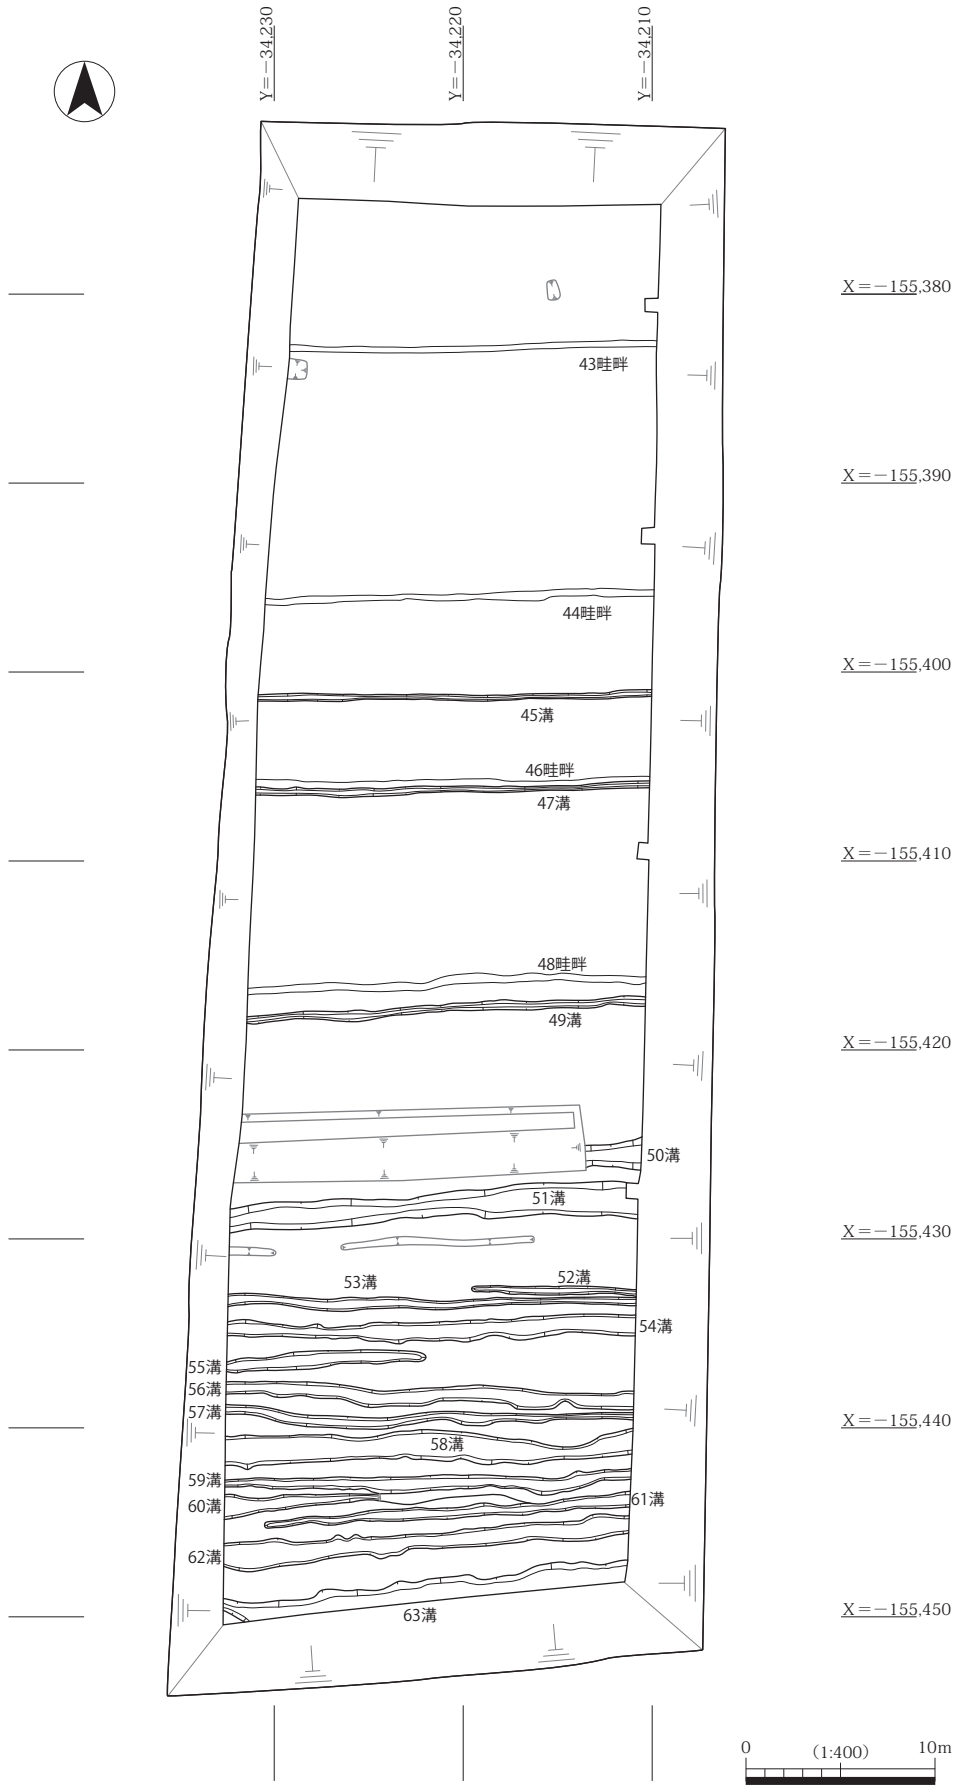 Y=-34,230
Y=-34,220
Y=-34,210
X=-155,380
43畦畔
X=-155,390
44畦畔
X=-155,400
45溝
46畦畔
47溝
X=-155,410
48畦畔
49溝
X=-155,420
50溝
51溝
X=-155,430
53溝
52溝
54溝
55溝
56溝
57溝
X=-155,440
58溝
59溝
60溝
61溝
62溝
63溝
X=-155,450
0 (1:400) 10m